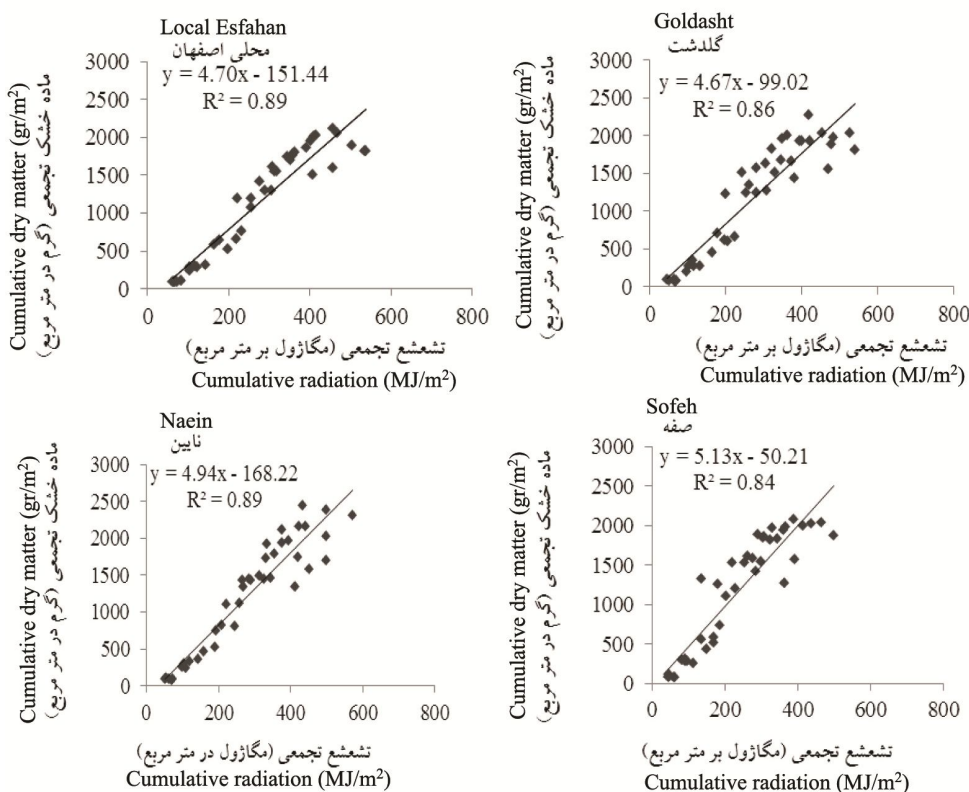 Local Esfahan
محلی اصفهان
y = 4.70x - 151.44
R² = 0.89
Cumulative dry matter (gr/m²)
ماده خشک تجمعی (گرم در متر مربع)
3000
2500
2000
1500
1000
500
0
0 200 400 600 800
تشعشع تجمعی (مگاژول بر متر مربع)
Cumulative radiation (MJ/m²)
Goldasht
گلدشت
y = 4.67x - 99.02
R² = 0.86
Cumulative dry matter (gr/m²)
ماده خشک تجمعی (گرم در متر مربع)
3000
2500
2000
1500
1000
500
0
0 200 400 600 800
تشعشع تجمعی (مگاژول بر متر مربع)
Cumulative radiation (MJ/m²)
Naein
نایین
y = 4.94x - 168.22
R² = 0.89
Cumulative dry matter (gr/m²)
ماده خشک تجمعی (گرم در متر مربع)
3000
2500
2000
1500
1000
500
0
0 200 400 600 800
تشعشع تجمعی (مگاژول در متر مربع)
Cumulative radiation (MJ/m²)
Sofeh
صفه
y = 5.13x - 50.21
R² = 0.84
Cumulative dry matter (gr/m²)
ماده خشک تجمعی (گرم در متر مربع)
3000
2500
2000
1500
1000
500
0
0 200 400 600 800
تشعشع تجمعی (مگاژول بر متر مربع)
Cumulative radiation (MJ/m²)